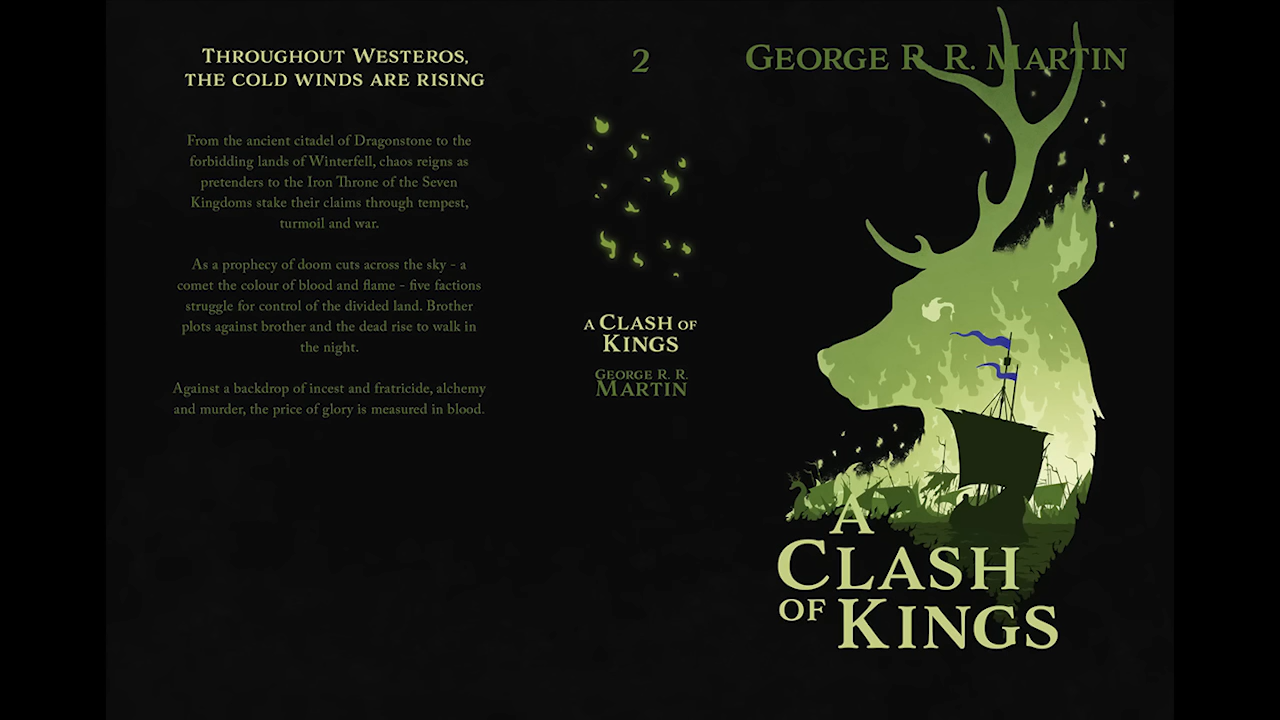 THROUGHOUT WESTEROS,
THE COLD WINDS ARE RISING
From the ancient citadel of Dragonstone to the
forbidding lands of Winterfell, chaos reigns as
pretenders to the Iron Throne of the Seven
Kingdoms stake their claims through tempest,
turmoil and war.
As a prophecy of doom cuts across the sky - a
comet the colour of blood and flame - five factions
struggle for control of the divided land. Brother
plots against brother and the dead rise to walk in
the night.
Against a backdrop of incest and fratricide, alchemy
and murder, the price of glory is measured in blood.
2
A CLASH OF
KINGS
GEORGE R. R.
MARTIN
GEORGE R. R. MARTIN
A
CLASH
OF KINGS